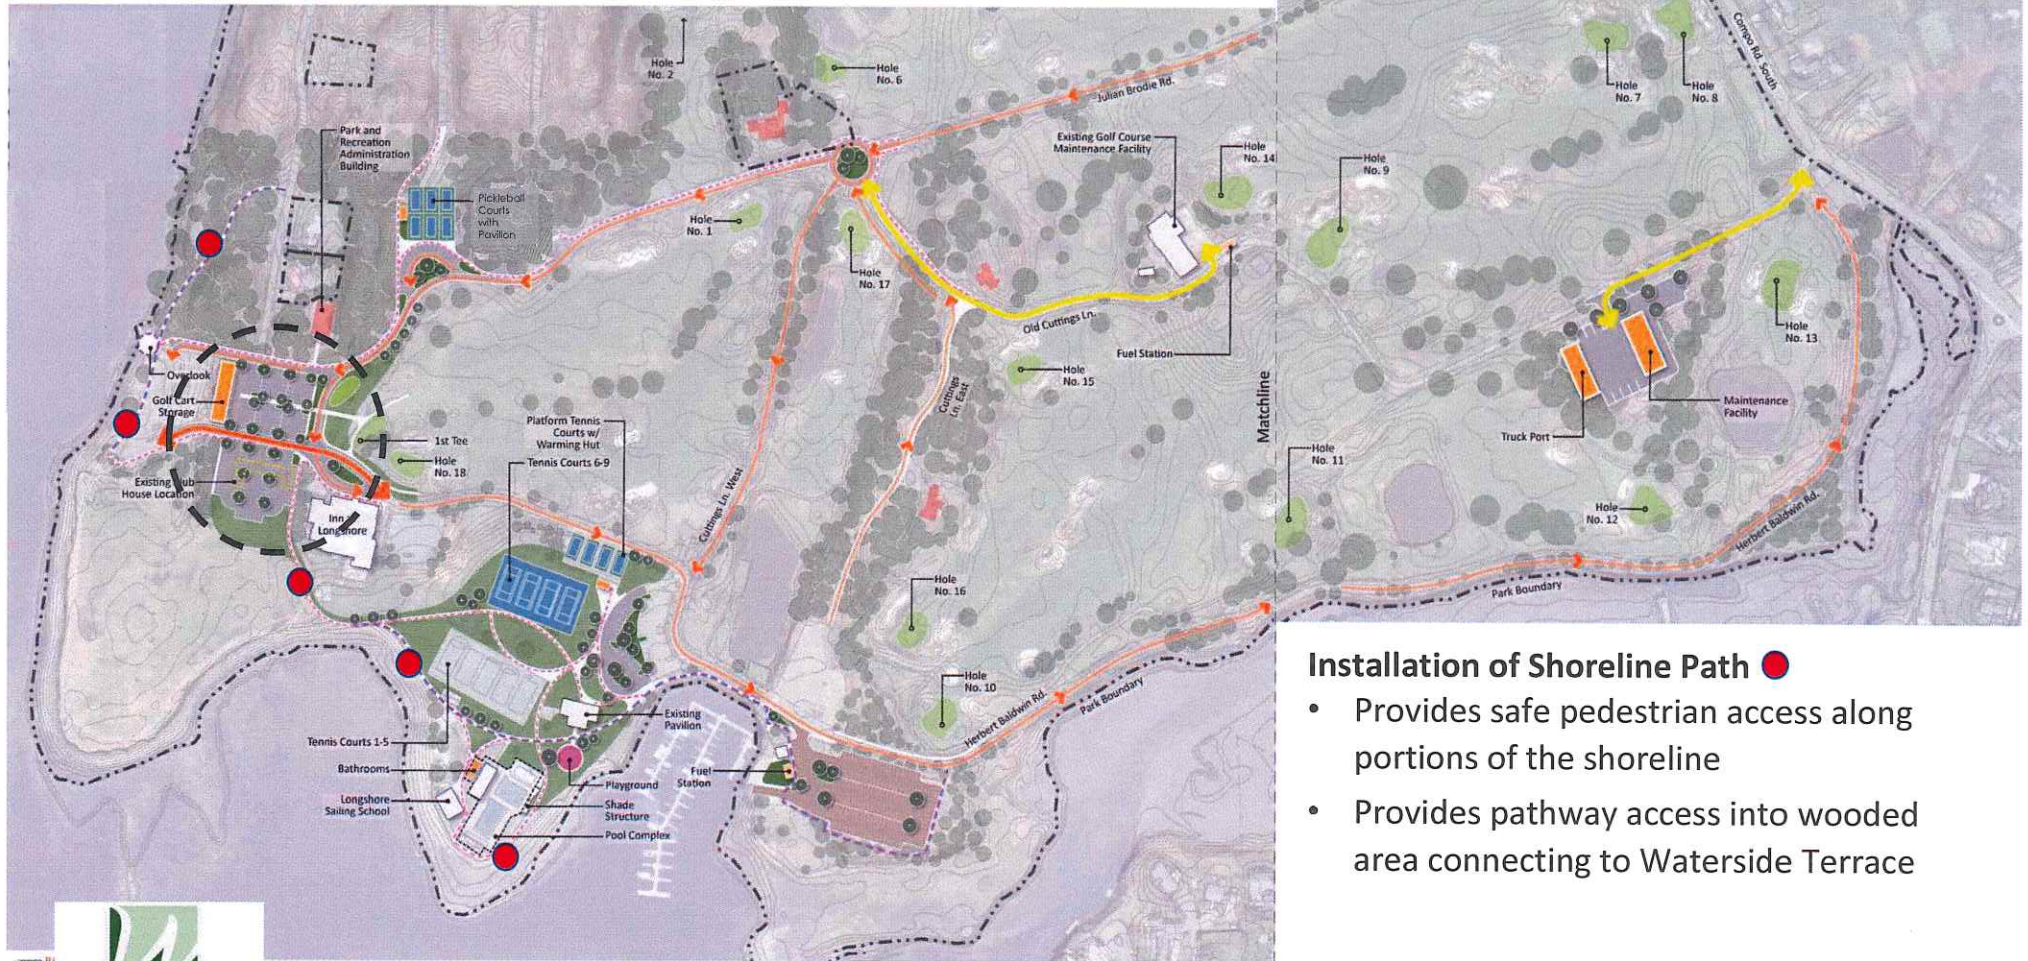 Hole
No. 2
Hole
No. 6
Julian Brodie Rd.
Compo Rd. South
Hole
No. 7
Hole
No. 8
Park and
Recreation
Administration
Building
Existing Golf Course
Maintenance Facility
Hole
No. 14
Hole
No. 9
Pickleball
Courts
with
Pavilion
Hole
No. 1
Hole
No. 17
Old Cuttings Ln.
Fuel Station
Hole
No. 13
Hole
No. 15
Overlook
Golf Cart
Storage
1st Tee
Hole
No. 18
Platform Tennis
Courts w/
Warming Hut
Tennis Courts 6-9
Cuttings
Ln. East
Cuttings Ln. West
Matchline
Maintenance
Facility
Truck Port
Hole
No. 11
Hole
No. 12
Existing
House Location
Inn
Longshore
Herbert Baldwin Rd.
Park Boundary
Hole
No. 16
Hole
No. 10
Herbert Baldwin Rd.
Park Boundary
Existing
Pavilion
Tennis Courts 1-5
Bathrooms
Longshore
Sailing School
Playground
Shade
Structure
Pool Complex
Fuel
Station
Installation of Shoreline Path
• Provides safe pedestrian access along
portions of the shoreline
• Provides pathway access into wooded
area connecting to Waterside Terrace